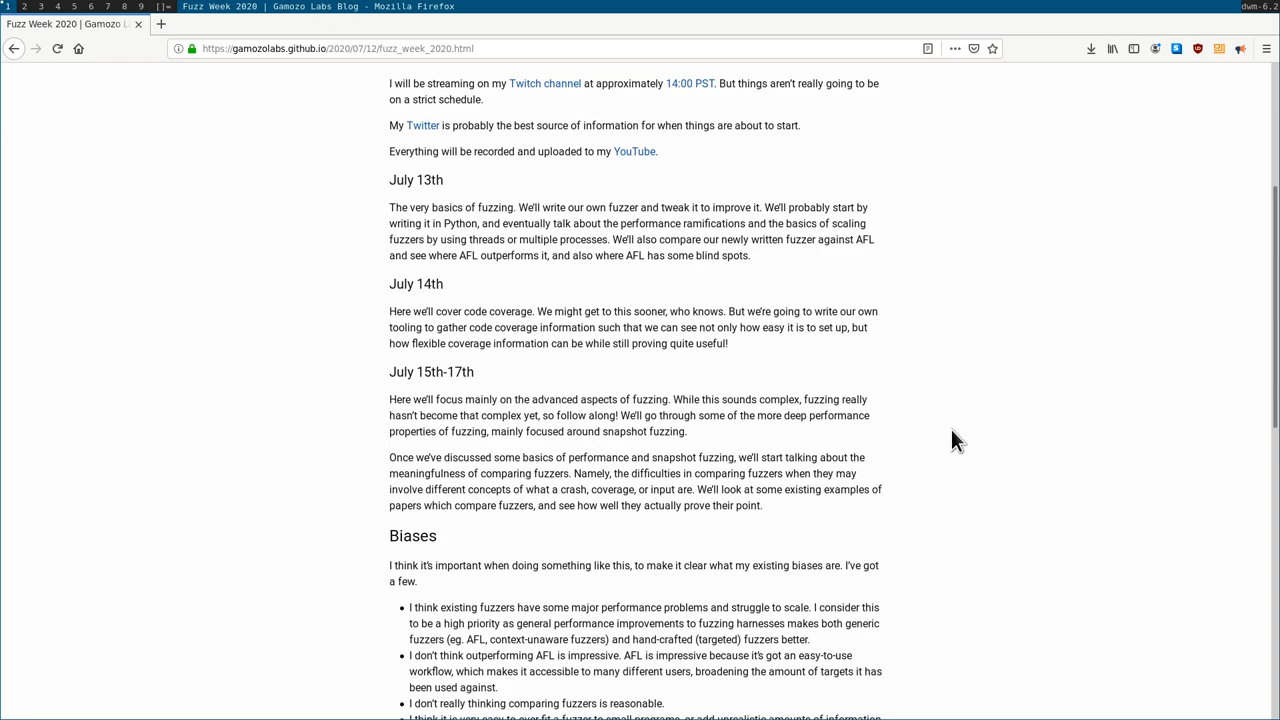 1 2 3 4 5 6 7 8 9 []= Fuzz Week 2020 | Gamozo Labs Blog - Mozilla Firefox dwm-6.2
Fuzz Week 2020 | Gamozo L
https://gamozolabs.github.io/2020/07/12/fuzz_week_2020.html
I will be streaming on my Twitch channel at approximately 14:00 PST. But things aren't really going to be
on a strict schedule.
My Twitter is probably the best source of information for when things are about to start.
Everything will be recorded and uploaded to my YouTube.
July 13th
The very basics of fuzzing. We'll write our own fuzzer and tweak it to improve it. We'll probably start by
writing it in Python, and eventually talk about the performance ramifications and the basics of scaling
fuzzers by using threads or multiple processes. We'll also compare our newly written fuzzer against AFL
and see where AFL outperforms it, and also where AFL has some blind spots.
July 14th
Here we'll cover code coverage. We might get to this sooner, who knows. But we're going to write our own
tooling to gather code coverage information such that we can see not only how easy it is to set up, but
how flexible coverage information can be while still proving quite useful!
July 15th-17th
Here we'll focus mainly on the advanced aspects of fuzzing. While this sounds complex, fuzzing really
hasn't become that complex yet, so follow along! We'll go through some of the more deep performance
properties of fuzzing, mainly focused around snapshot fuzzing.
Once we've discussed some basics of performance and snapshot fuzzing, we'll start talking about the
meaningfulness of comparing fuzzers. Namely, the difficulties in comparing fuzzers when they may
involve different concepts of what a crash, coverage, or input are. We'll look at some existing examples of
papers which compare fuzzers, and see how well they actually prove their point.
Biases
I think it's important when doing something like this, to make it clear what my existing biases are. I've got
a few.
• I think existing fuzzers have some major performance problems and struggle to scale. I consider this
to be a high priority as general performance improvements to fuzzing harnesses makes both generic
fuzzers (eg. AFL, context-unaware fuzzers) and hand-crafted (targeted) fuzzers better.
• I don't think outperforming AFL is impressive. AFL is impressive because it's got an easy-to-use
workflow, which makes it accessible to many different users, broadening the amount of targets it has
been used against.
• I don't really thinking comparing fuzzers is reasonable.
• I think it is very easy to over-fit a fuzzer to small programs, or add unrealistic amounts of information